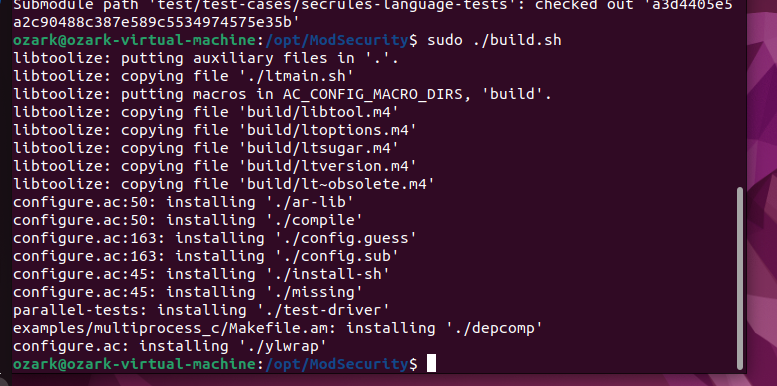 Submodule path 'test/test-cases/secrules-language-tests': checked out 'a3d4405e5
a2c90488c387e589c5534974575e35b'
ozark@ozark-virtual-machine:/opt/ModSecurity$ sudo ./build.sh
libtoolize: putting auxiliary files in '.'.
libtoolize: copying file './ltmain.sh'
libtoolize: putting macros in AC_CONFIG_MACRO_DIRS, 'build'.
libtoolize: copying file 'build/libtool.m4'
libtoolize: copying file 'build/ltoptions.m4'
libtoolize: copying file 'build/ltsugar.m4'
libtoolize: copying file 'build/ltversion.m4'
libtoolize: copying file 'build/lt~obsolete.m4'
configure.ac:50: installing './ar-lib'
configure.ac:50: installing './compile'
configure.ac:163: installing './config.guess'
configure.ac:163: installing './config.sub'
configure.ac:45: installing './install-sh'
configure.ac:45: installing './missing'
parallel-tests: installing './test-driver'
examples/multiprocess_c/Makefile.am: installing './depcomp'
configure.ac: installing './ylwrap'
ozark@ozark-virtual-machine:/opt/ModSecurity$